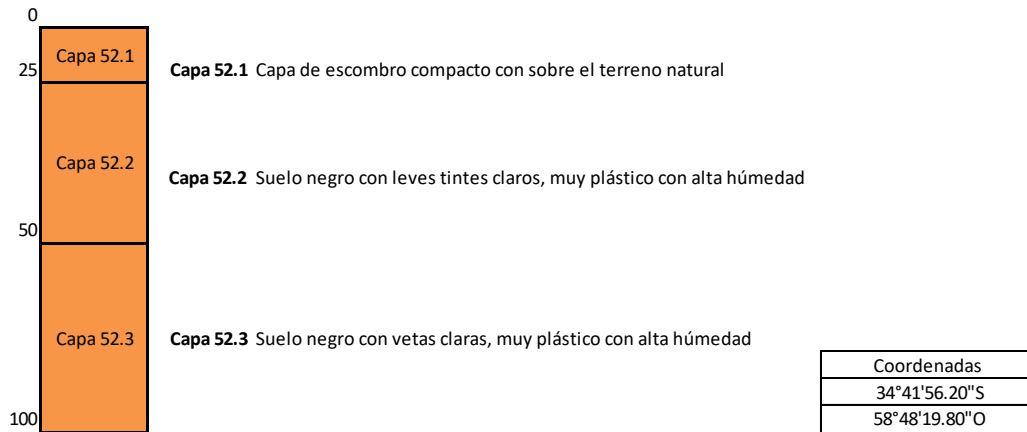 0
Capa 52.1
25
Capa 52.1 Capa de escombro compacto con sobre el terreno natural
Capa 52.2
Capa 52.2 Suelo negro con leves tintes claros, muy plástico con alta húmedad
50
Capa 52.3
Capa 52.3 Suelo negro con vetas claras, muy plástico con alta húmedad
100
Coordenadas
34°41'56.20"S
58°48'19.80"O